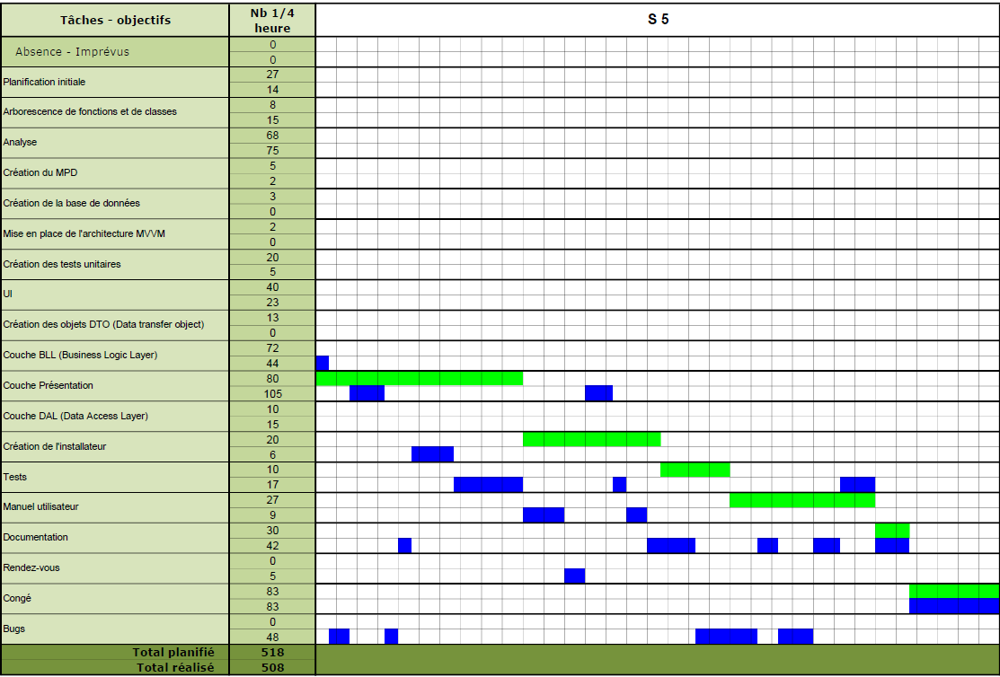 Tâches - objectifs
Nb 1/4
heure
S 5
Absence - Imprévus
0
0
Planification initiale
27
14
Arborescence de fonctions et de classes
8
15
Analyse
68
75
Création du MPD
5
2
Création de la base de données
3
0
Mise en place de l'architecture MVVM
2
0
Création des tests unitaires
20
5
UI
40
23
Création des objets DTO (Data transfer object)
13
0
Couche BLL (Business Logic Layer)
72
44
Couche Présentation
80
105
Couche DAL (Data Access Layer)
10
15
Création de l'installateur
20
6
Tests
10
17
Manuel utilisateur
27
9
Documentation
30
42
Rendez-vous
0
5
Congé
83
83
Bugs
0
48
Total planifié 518
Total réalisé 508